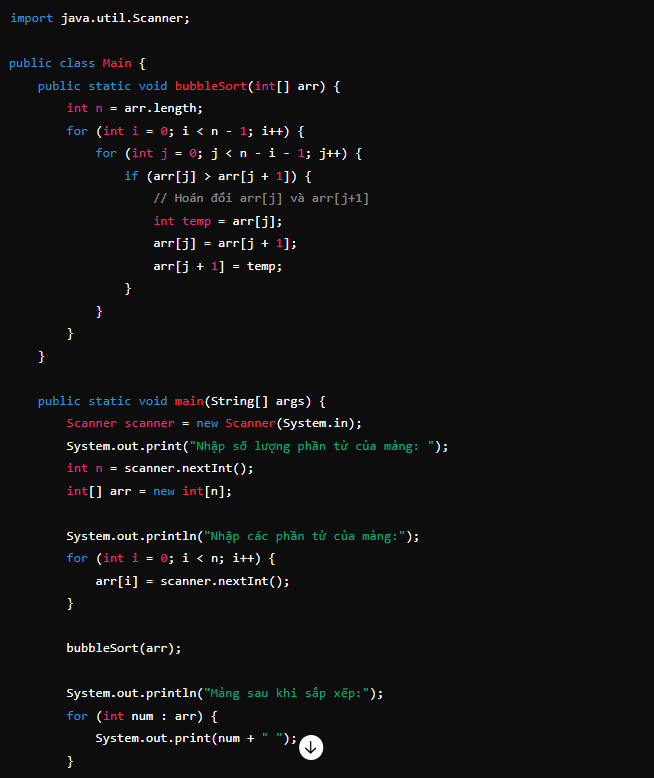 import java.util.Scanner;

public class Main {
    public static void bubbleSort(int[] arr) {
        int n = arr.length;
        for (int i = 0; i < n - 1; i++) {
            for (int j = 0; j < n - i - 1; j++) {
                if (arr[j] > arr[j + 1]) {
                    // Hoán đổi arr[j] và arr[j+1]
                    int temp = arr[j];
                    arr[j] = arr[j + 1];
                    arr[j + 1] = temp;
                }
            }
        }
    }

    public static void main(String[] args) {
        Scanner scanner = new Scanner(System.in);
        System.out.print("Nhập số lượng phần tử của mảng: ");
        int n = scanner.nextInt();
        int[] arr = new int[n];

        System.out.println("Nhập các phần tử của mảng:");
        for (int i = 0; i < n; i++) {
            arr[i] = scanner.nextInt();
        }

        bubbleSort(arr);

        System.out.println("Mảng sau khi sắp xếp:");
        for (int num : arr) {
            System.out.print(num + " ");
        }